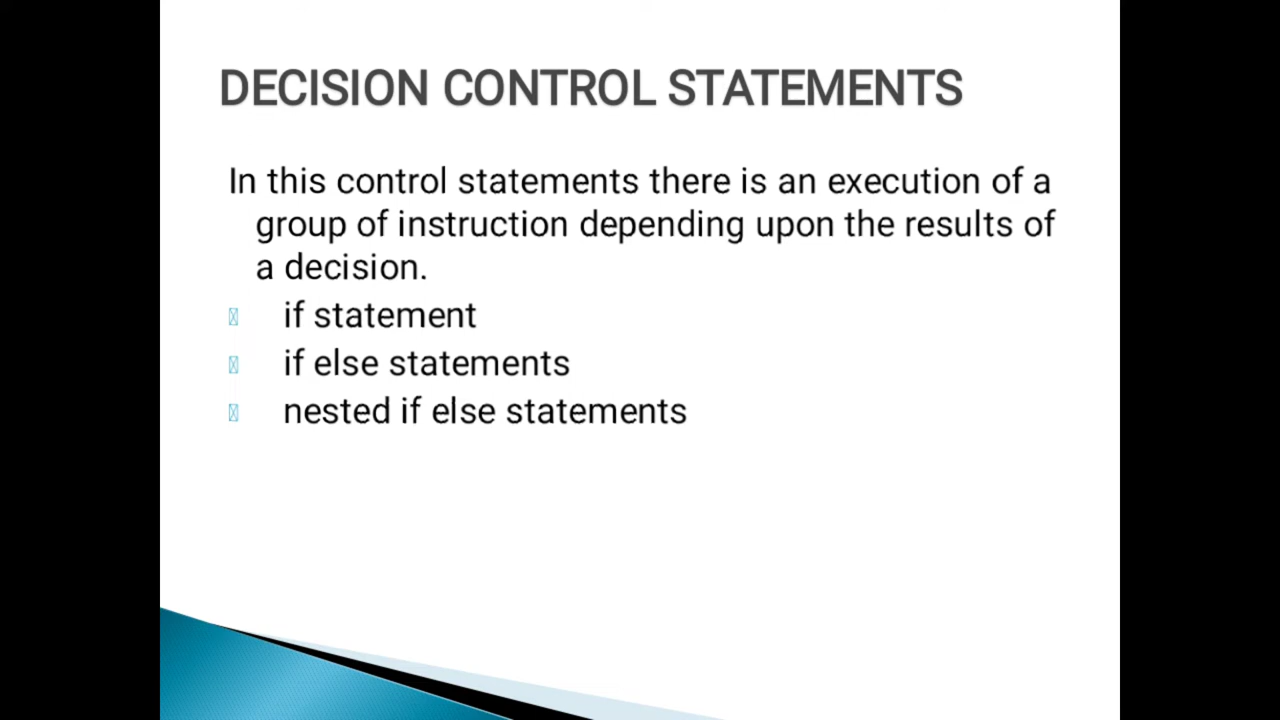 DECISION CONTROL STATEMENTS
In this control statements there is an execution of a
group of instruction depending upon the results of
a decision.
if statement
if else statements
nested if else statements